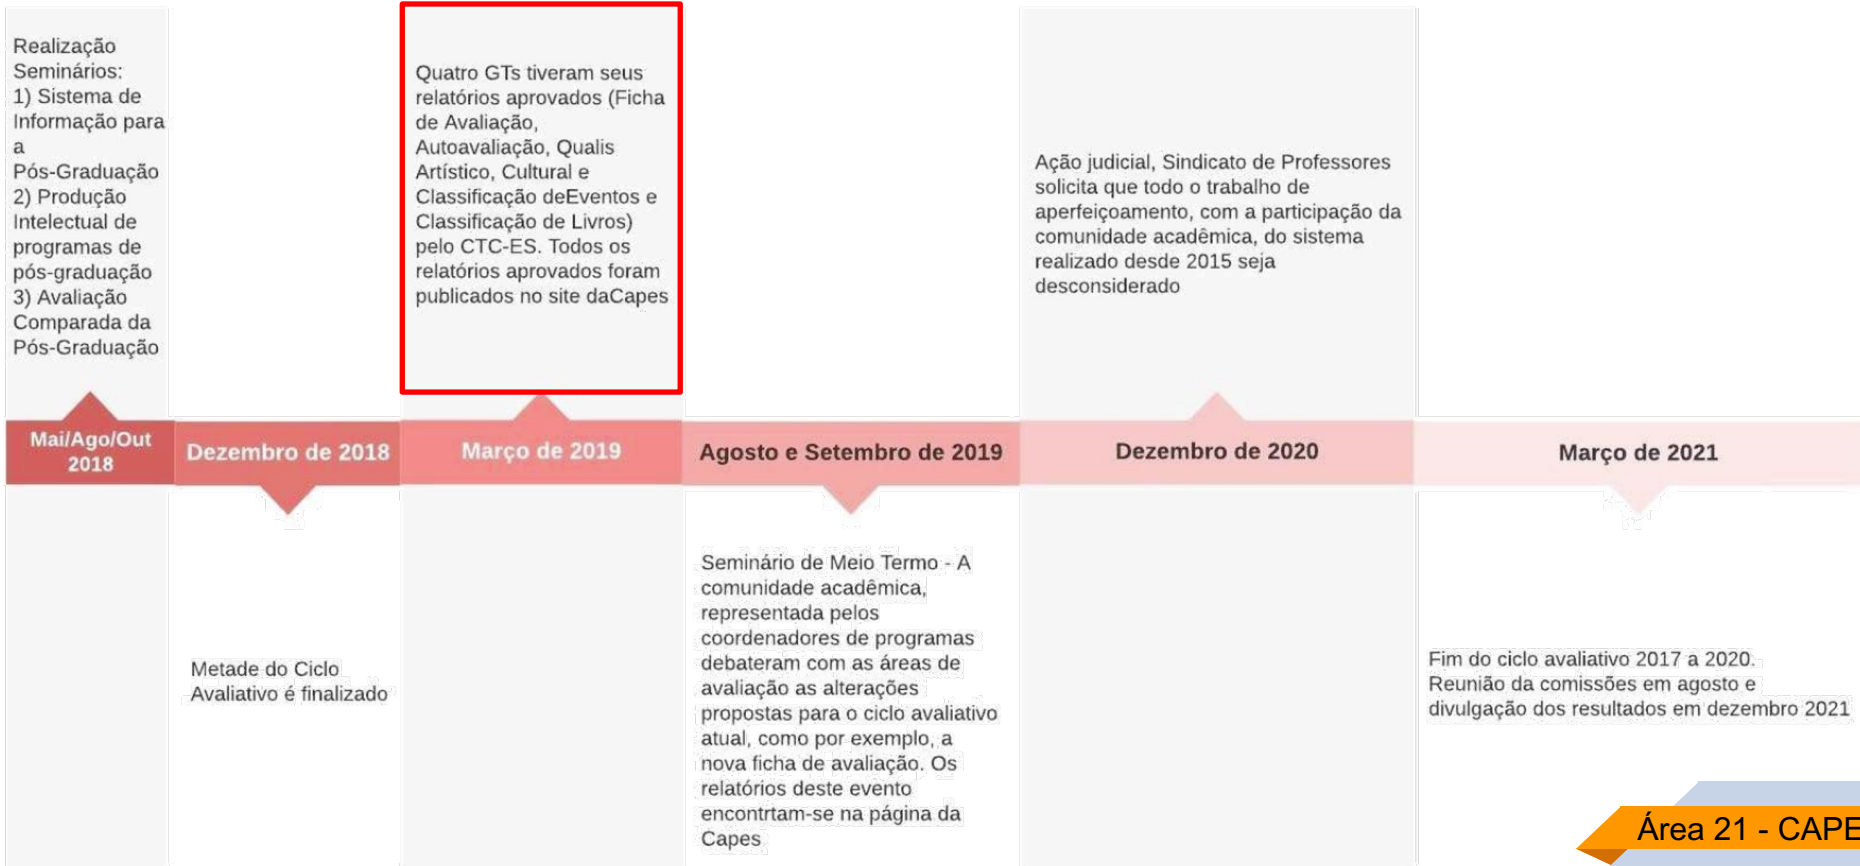 Realização
Seminários:
1) Sistema de
Informação para
a
Pós-Graduação
2) Produção
Intelectual de
programas de
pós-graduação
3) Avaliação
Comparada da
Pós-Graduação
Quatro GTs tiveram seus
relatórios aprovados (Ficha
de Avaliação,
Autoavaliação, Qualis
Artístico, Cultural e
Classificação deEventos e
Classificação de Livros)
pelo CTC-ES. Todos os
relatórios aprovados foram
publicados no site daCapes
Ação judicial, Sindicato de Professores
solicita que todo o trabalho de
aperfeiçoamento, com a participação da
comunidade acadêmica, do sistema
realizado desde 2015 seja
desconsiderado
Mai/Ago/Out
2018
Dezembro de 2018
Março de 2019
Agosto e Setembro de 2019
Dezembro de 2020
Março de 2021
Metade do Ciclo
Avaliativo é finalizado
Seminário de Meio Termo - A
comunidade acadêmica,
representada pelos
coordenadores de programas
debateram com as áreas de
avaliação as alterações
propostas para o ciclo avaliativo
atual, como por exemplo, a
nova ficha de avaliação. Os
relatórios deste evento
encontrtam-se na página da
Capes
Fim do ciclo avaliativo 2017 a 2020.
Reunião da comissões em agosto e
divulgação dos resultados em dezembro 2021
Área 21 - CAPE